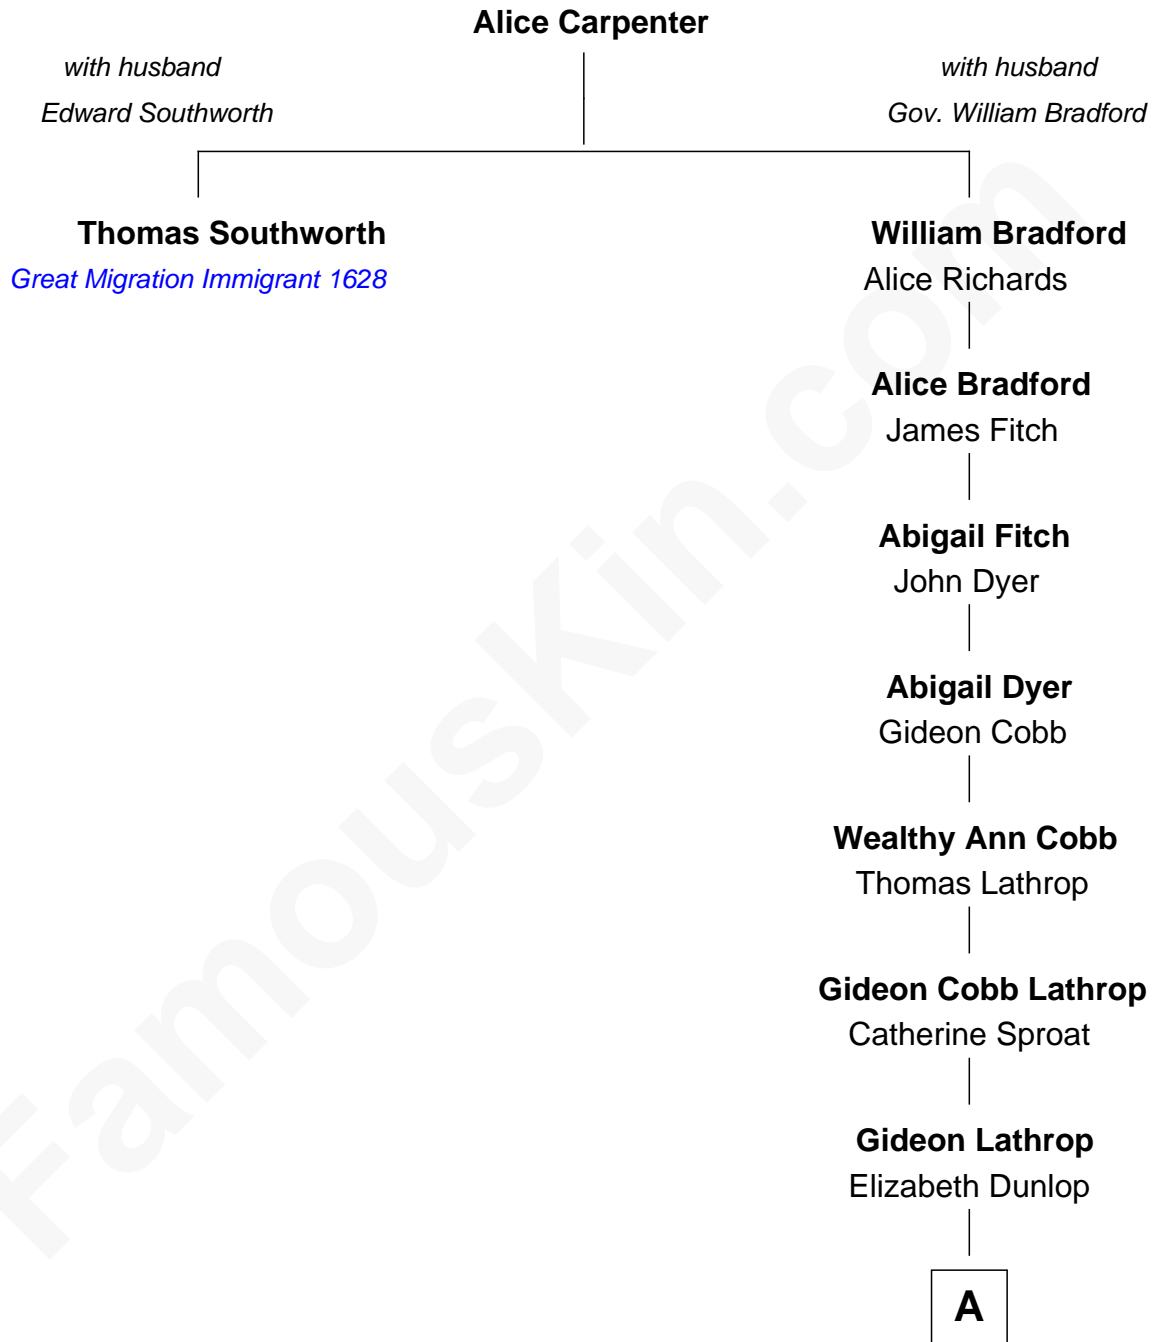 Alice Carpenter
with husband
Edward Southworth
with husband
Gov. William Bradford
Thomas Southworth
Great Migration Immigrant 1628
William Bradford
Alice Richards
Alice Bradford
James Fitch
Abigail Fitch
John Dyer
Abigail Dyer
Gideon Cobb
Wealthy Ann Cobb
Thomas Lathrop
Gideon Cobb Lathrop
Catherine Sproat
Gideon Lathrop
Elizabeth Dunlop
A
FamousKin.com